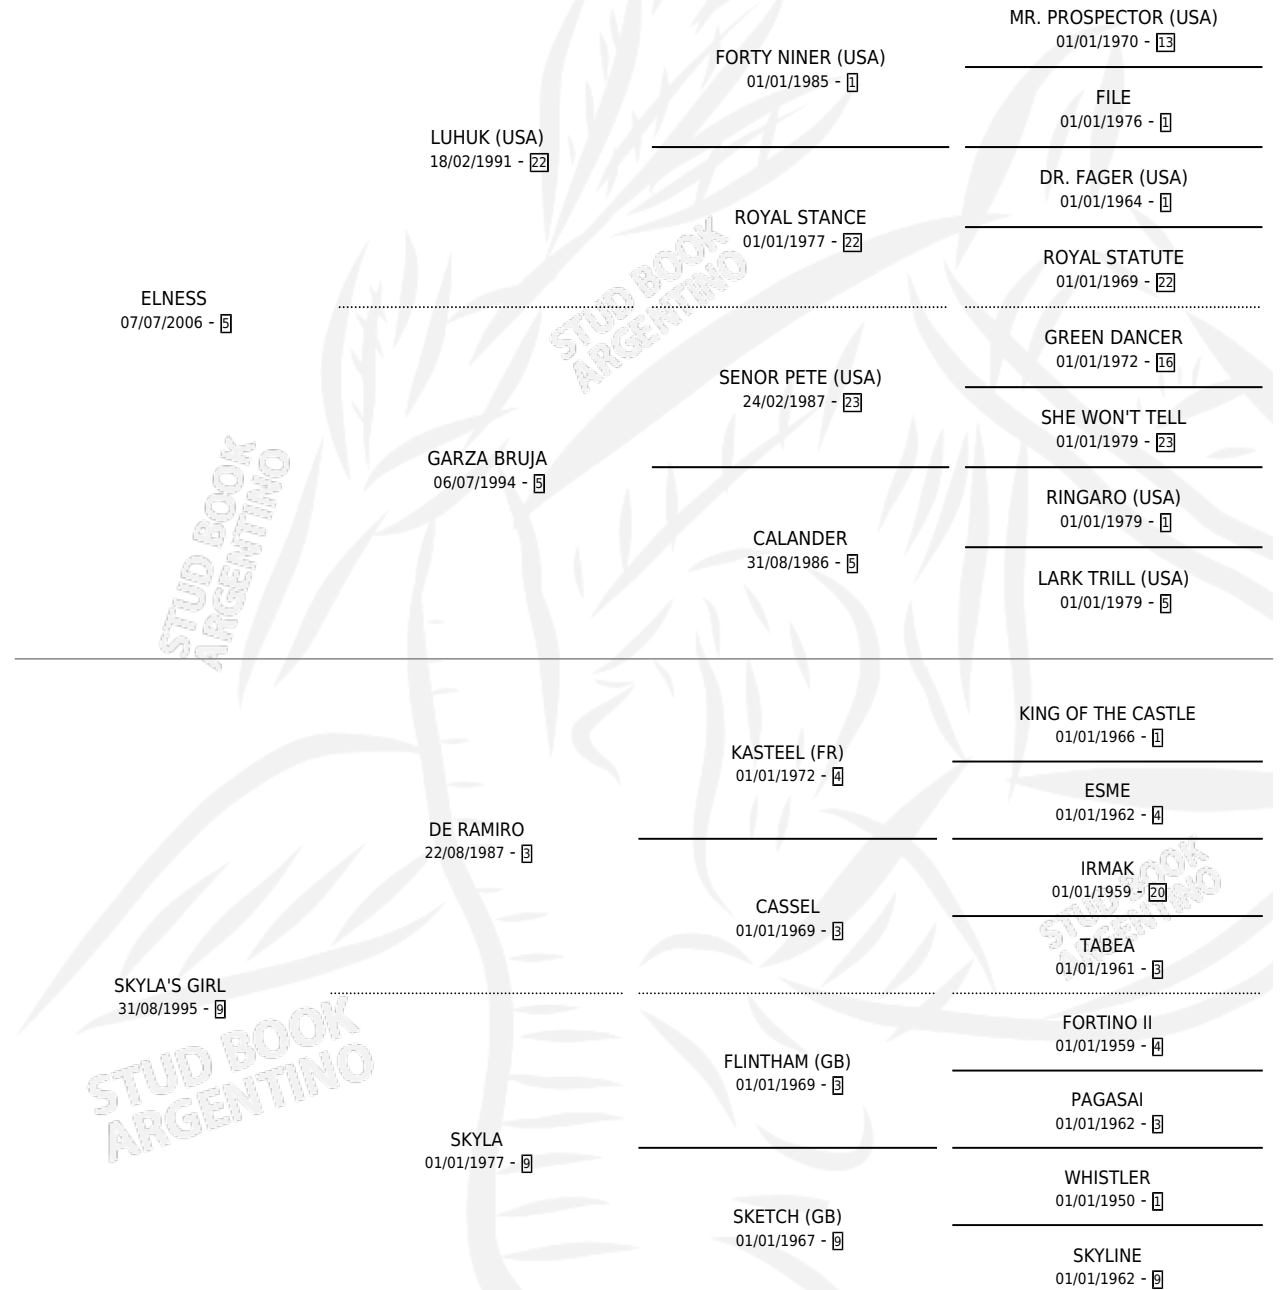 MR. PROSPECTOR (USA)
01/01/1970 - 13
FORTY NINER (USA)
01/01/1985 - 1
FILE
01/01/1976 - 1
LUHUK (USA)
18/02/1991 - 22
DR. FAGER (USA)
01/01/1964 - 1
ROYAL STANCE
01/01/1977 - 22
ROYAL STATUTE
01/01/1969 - 22
ELNESS
07/07/2006 - 5
GREEN DANCER
01/01/1972 - 16
SENOR PETE (USA)
24/02/1987 - 23
SHE WON'T TELL
01/01/1979 - 23
GARZA BRUJA
06/07/1994 - 5
RINGARO (USA)
01/01/1979 - 1
CALANDER
31/08/1986 - 5
LARK TRILL (USA)
01/01/1979 - 5
KING OF THE CASTLE
01/01/1966 - 1
KASTEEL (FR)
01/01/1972 - 4
ESME
01/01/1962 - 4
DE RAMIRO
22/08/1987 - 3
IRMAK
01/01/1959 - 20
CASSEL
01/01/1969 - 3
TABEA
01/01/1961 - 3
SKYLA'S GIRL
31/08/1995 - 9
FORTINO II
01/01/1959 - 4
FLINTHAM (GB)
01/01/1969 - 3
PAGASAI
01/01/1962 - 3
SKYLA
01/01/1977 - 9
WHISTLER
01/01/1950 - 1
SKETCH (GB)
01/01/1967 - 9
SKYLINE
01/01/1962 - 9
STUD BOOK
ARGENTINO
STUD BOOK
ARGENTINO
STUD BOOK
ARGENTINO
STUD BOOK
ARGENTINO